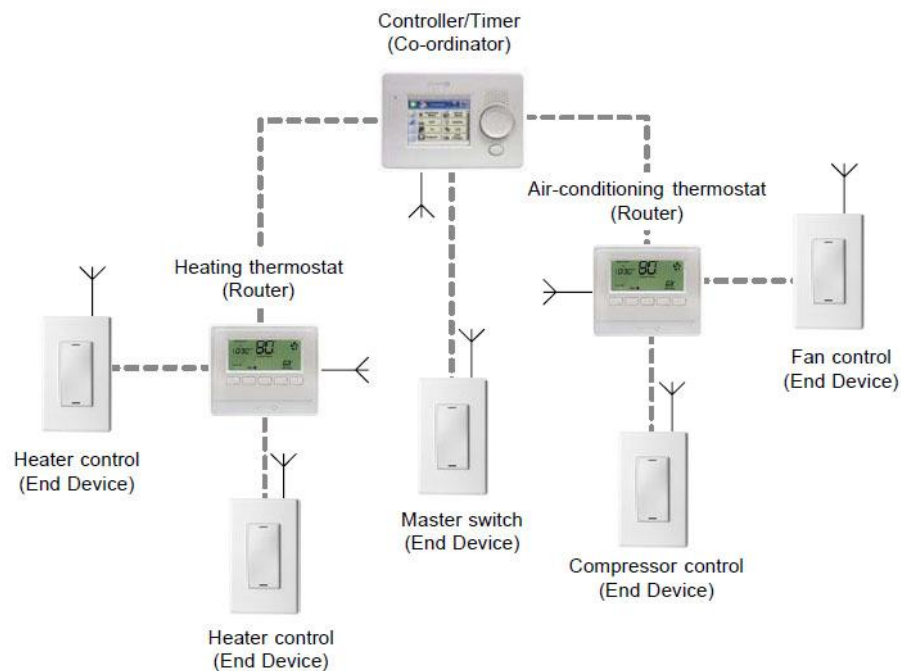 Controller/Timer
(Co-ordinator)
Air-conditioning thermostat
(Router)
Heating thermostat
(Router)
Fan control
(End Device)
Heater control
(End Device)
Master switch
(End Device)
Compressor control
(End Device)
Heater control
(End Device)